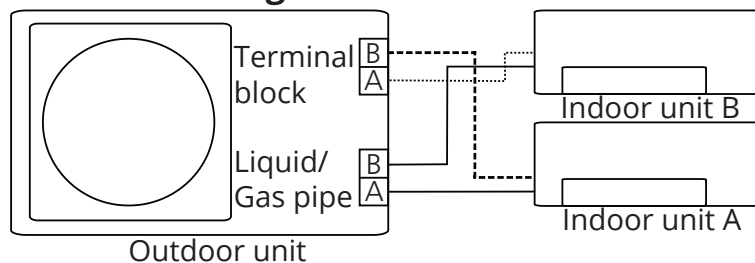 Terminal B
block A
Indoor unit B
Liquid/ B
Gas pipe A
Indoor unit A
Outdoor unit